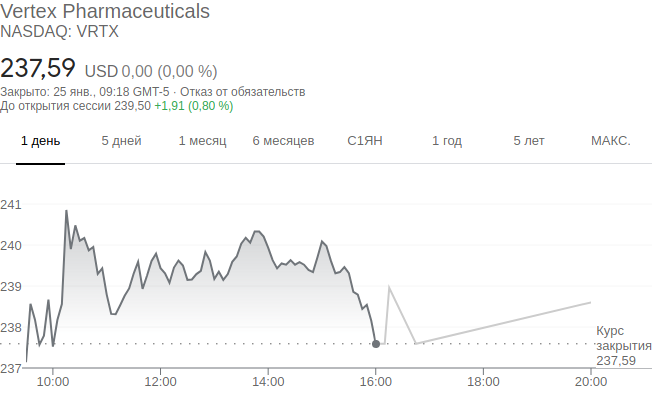 Vertex Pharmaceuticals
NASDAQ: VRTX
237,59 USD 0,00 (0,00 %)
Закрыто: 25 янв., 09:18 GMT-5 · Отказ от обязательств
До открытия сессии 239,50 +1,91 (0,80 %)
1 день 5 дней 1 месяц 6 месяцев С1ЯН 1 год 5 лет МАКС.
241
240
239
238
Курс
закрытия
237,59
237
10:00 12:00 14:00 16:00 18:00 20:00